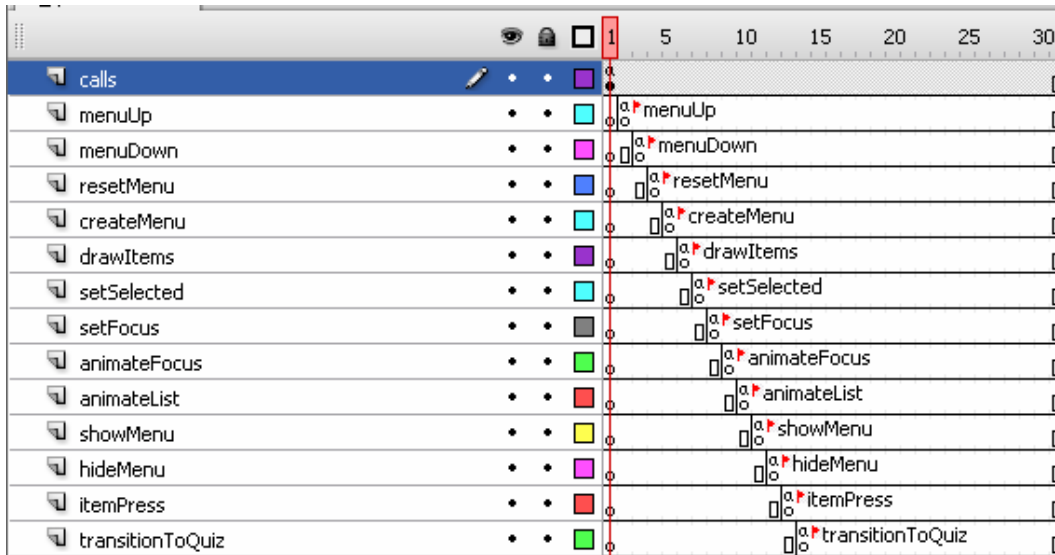 1 5 10 15 20 25 30
calls a
menuUp a menuUp
menuDown a menuDown
resetMenu a resetMenu
createMenu a createMenu
drawItems a drawItems
setSelected a setSelected
setFocus a setFocus
animateFocus a animateFocus
animateList a animateList
showMenu a showMenu
hideMenu a hideMenu
itemPress a itemPress
transitionToQuiz a transitionToQuiz